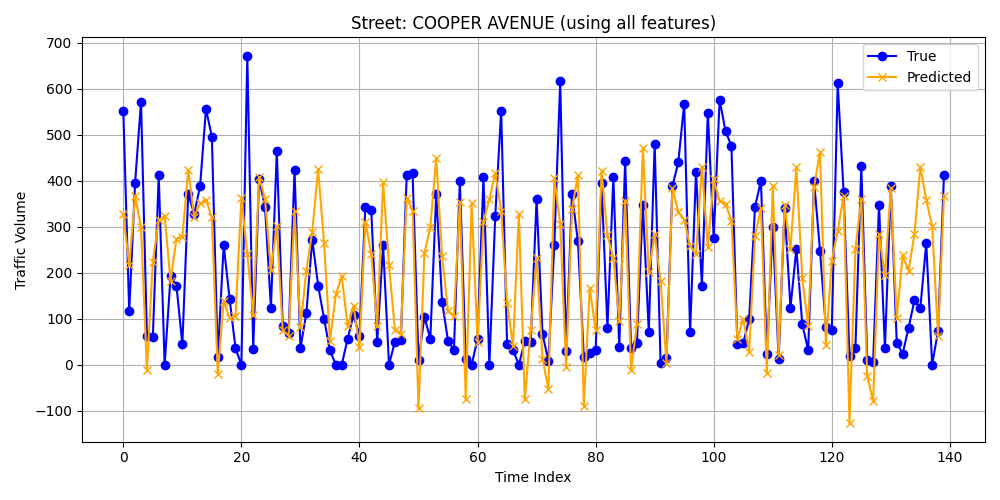 Street: COOPER AVENUE (using all features)
True
Predicted
Traffic Volume
700
600
500
400
300
200
100
0
−100
0 20 40 60 80 100 120 140
Time Index